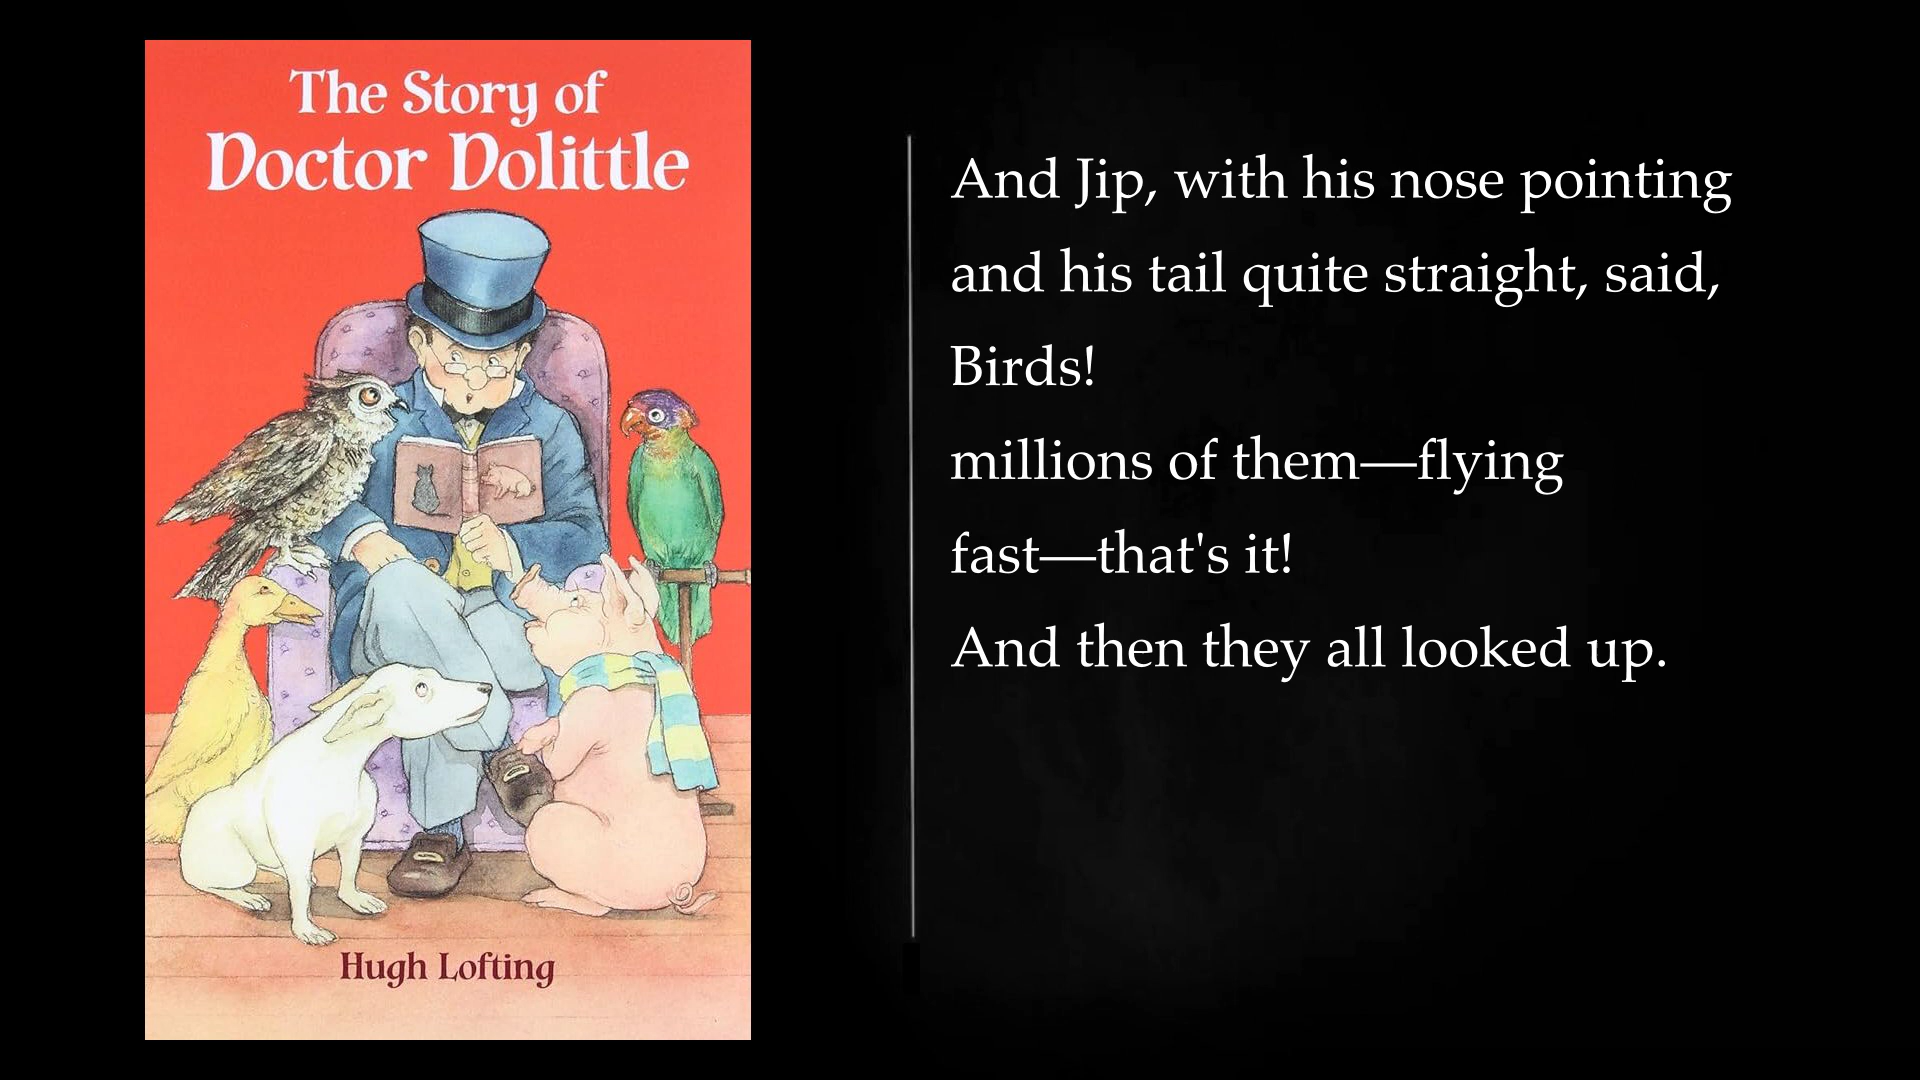 The Story of
Doctor Dolittle
Hugh Lofting
And Jip, with his nose pointing
and his tail quite straight, said,
Birds!
millions of them—flying
fast—that's it!
And then they all looked up.